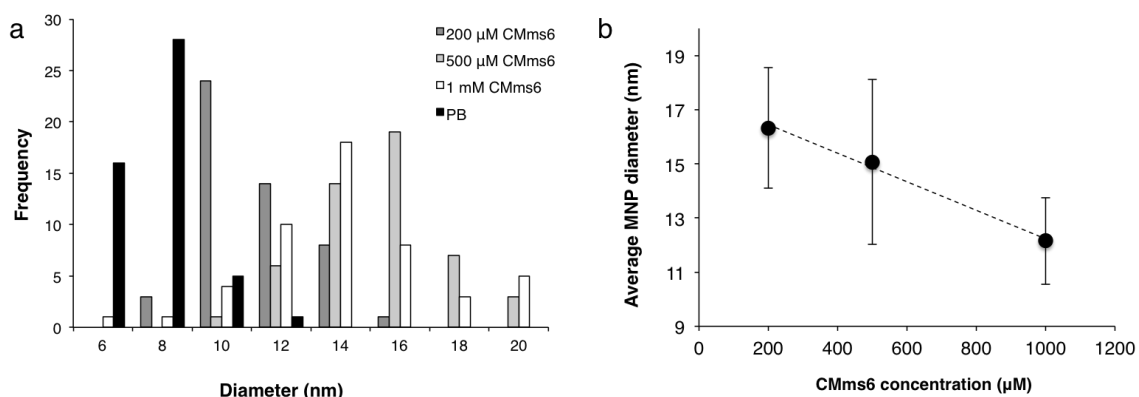 a
30
25
20
15
10
5
0
Frequency
6 8 10 12 14 16 18 20
Diameter (nm)
200 μM CMms6
500 μM CMms6
1 mM CMms6
PB
b
19
17
15
13
11
9
Average MNP diameter (nm)
0 200 400 600 800 1000 1200
CMms6 concentration (μM)